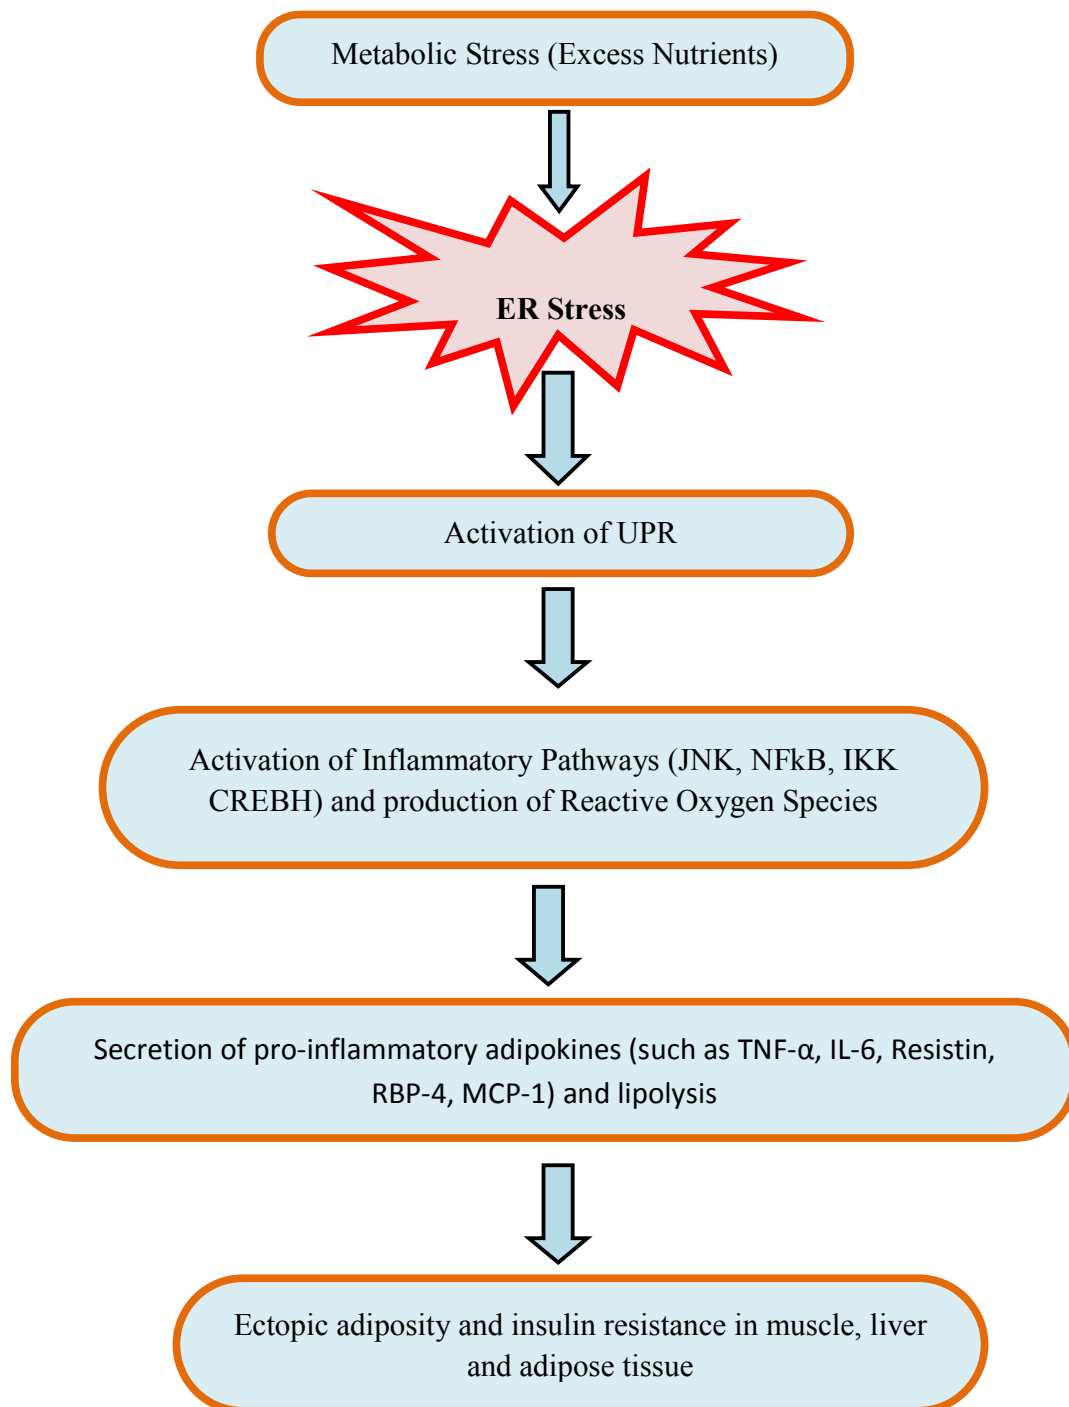 Metabolic Stress (Excess Nutrients)
ER Stress
Activation of UPR
Activation of Inflammatory Pathways (JNK, NFkB, IKK
CREBH) and production of Reactive Oxygen Species
Secretion of pro-inflammatory adipokines (such as TNF-α, IL-6, Resistin,
RBP-4, MCP-1) and lipolysis
Ectopic adiposity and insulin resistance in muscle, liver
and adipose tissue